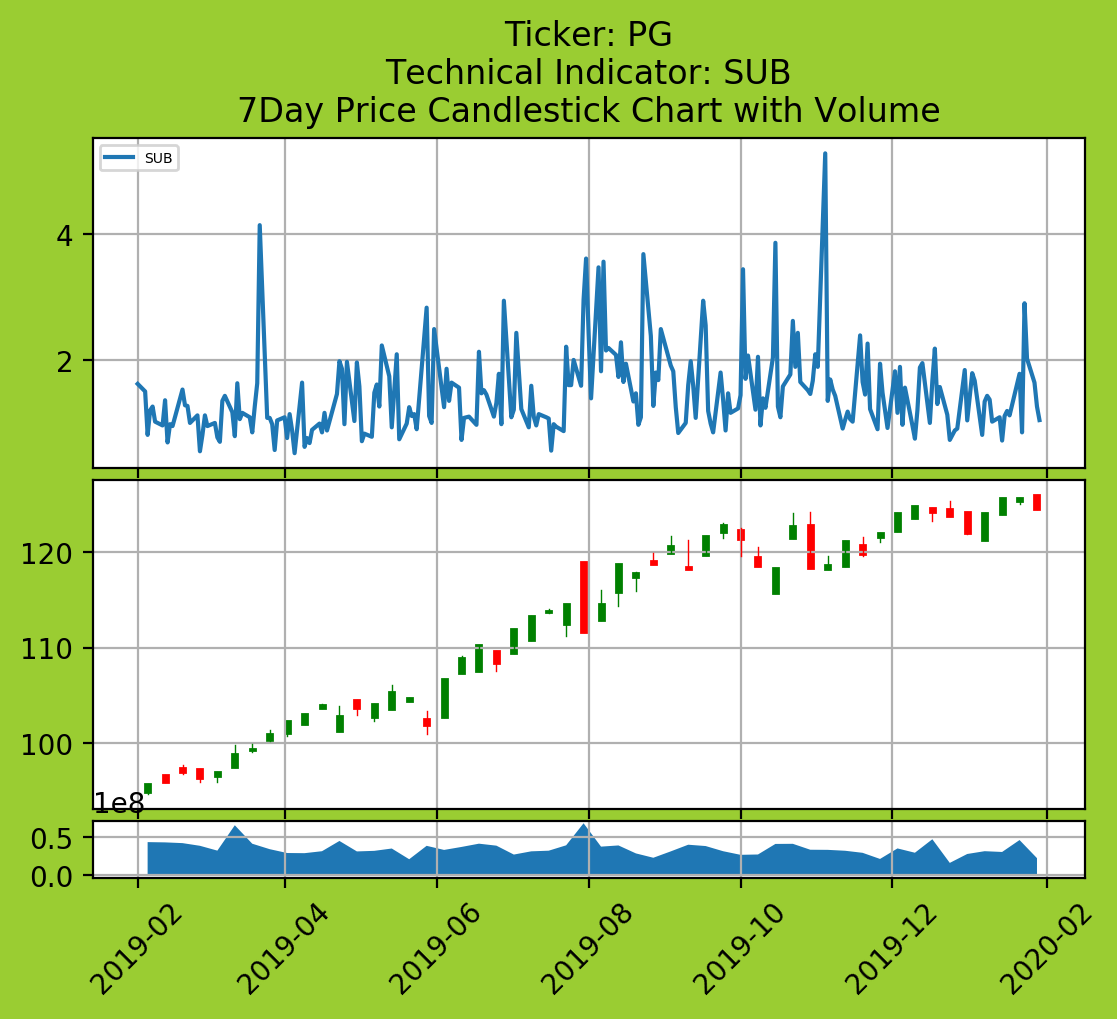 Ticker: PG
Technical Indicator: SUB
7Day Price Candlestick Chart with Volume
SUB
4
2
120
110
100
1e8
0.5
0.0
2019-02
2019-04
2019-06
2019-08
2019-10
2019-12
2020-02